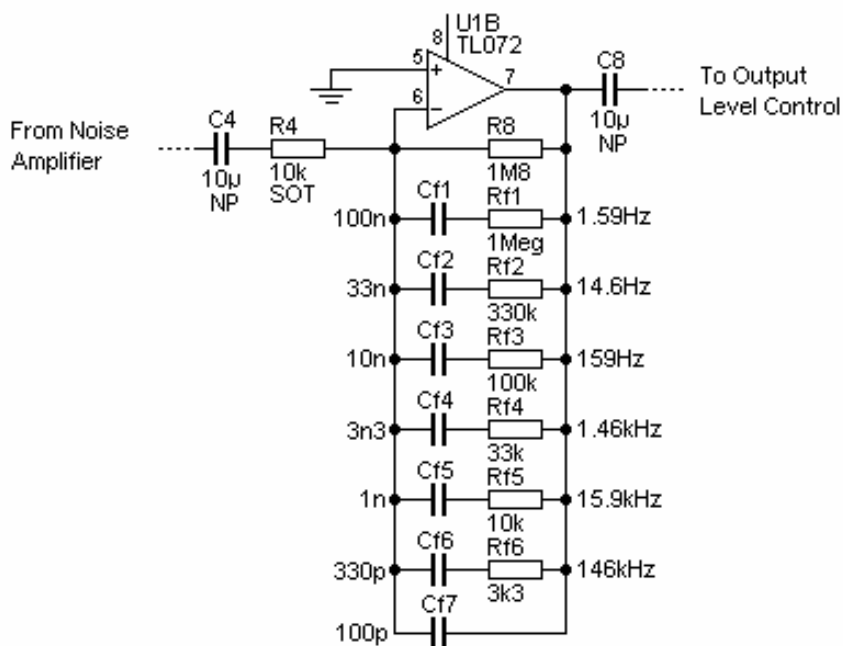 U1B
TL072
8
5
+
6
−
7
C8
10µ
NP
To Output
Level Control
From Noise
Amplifier
C4
10µ
NP
R4
10k
SOT
R8
1M8
100n
Cf1
Rf1
1Meg
1.59Hz
33n
Cf2
Rf2
330k
14.6Hz
10n
Cf3
Rf3
100k
159Hz
3n3
Cf4
Rf4
33k
1.46kHz
1n
Cf5
Rf5
10k
15.9kHz
330p
Cf6
Rf6
3k3
146kHz
100p
Cf7